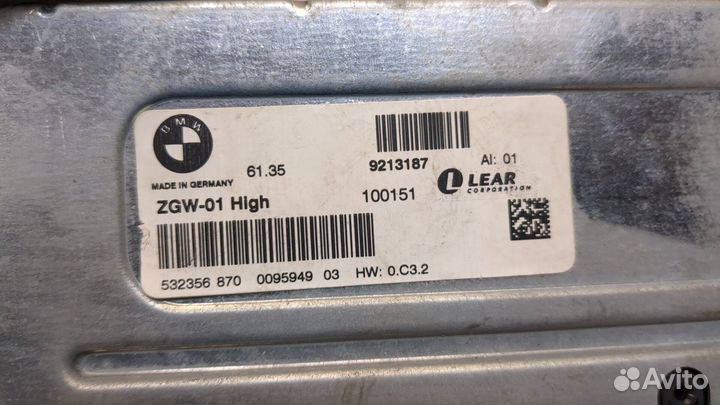 BMW
61.35
9213187
AI: 01
MADE IN GERMANY
ZGW-01 High
100151
LEAR
CORPORATION
532356 870 0095949 03 HW: 0.C3.2
Avito